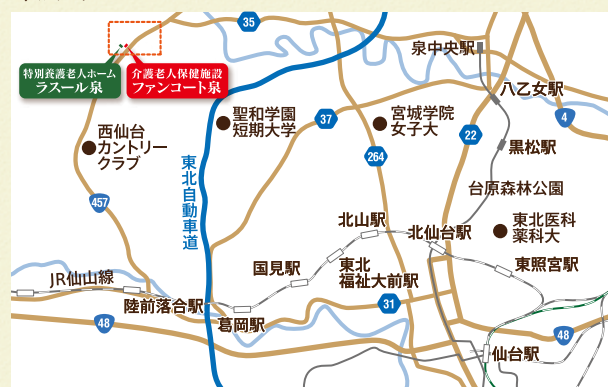 35
泉中央駅
特別養護老人ホーム
ラスール泉
介護老人保健施設
ファンコート泉
八乙女駅
聖和学園
短期大学
37
宮城学院
女子大
4
22
西仙台
カントリー
クラブ
黒松駅
264
台原森林公園
457
東北自動車道
北山駅
北仙台駅
東北医科
薬科大
国見駅
東北
福祉大前駅
東照宮駅
JR仙山線
陸前落合駅
31
葛岡駅
48
48
仙台駅